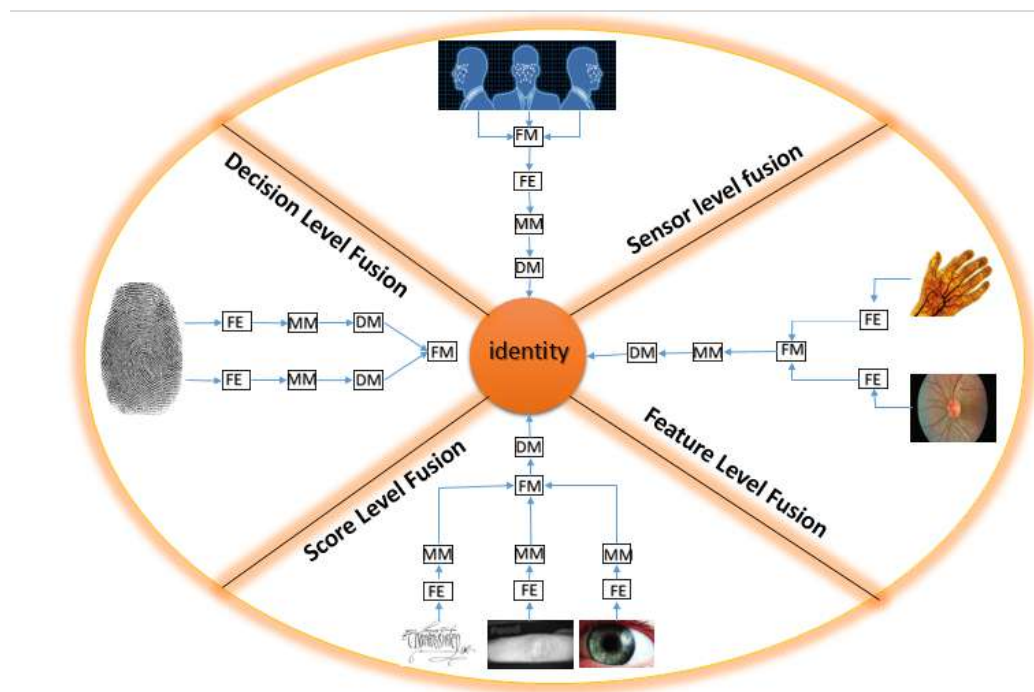 FM
FE
MM
DM
Decision Level Fusion
Sensor level fusion
FE
MM
DM
FE
FM
identity
DM
MM
FM
FE
MM
DM
FE
DM
Score Level Fusion
Feature Level Fusion
FM
MM
MM
MM
FE
FE
FE